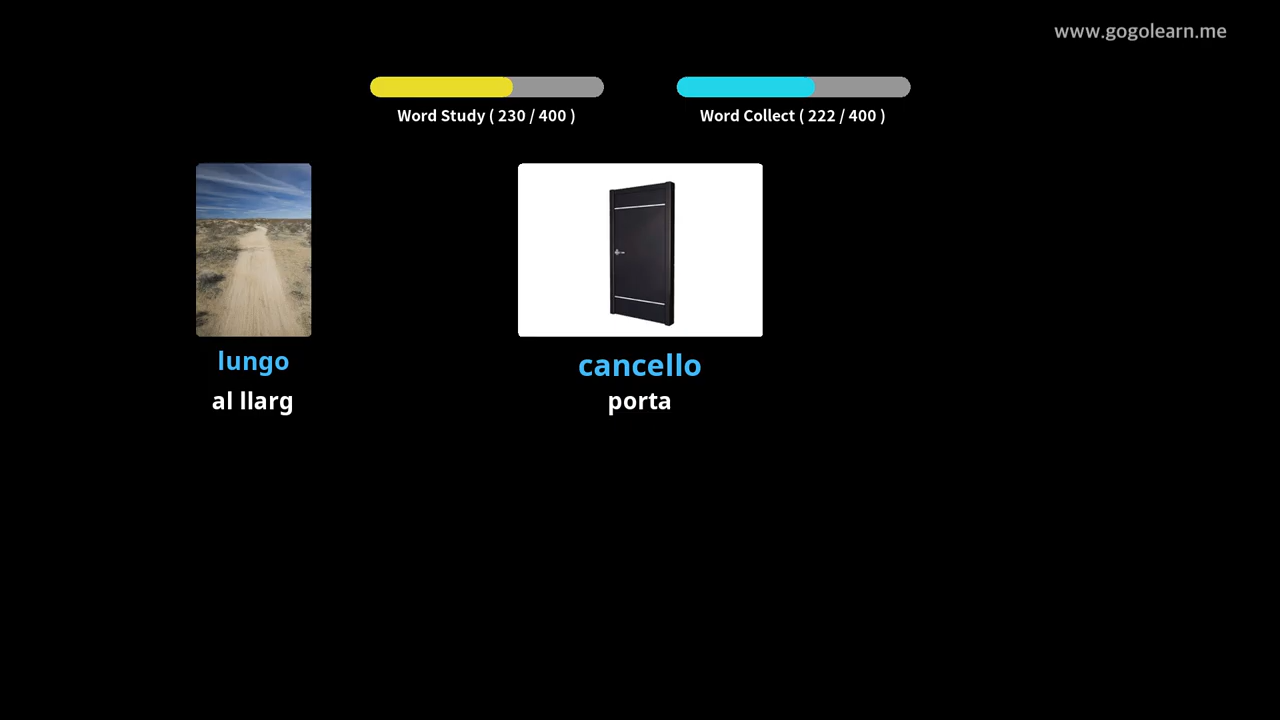 www.gogolearn.me
Word Study ( 230 / 400 )
Word Collect ( 222 / 400 )
lungo
al llarg
cancello
porta